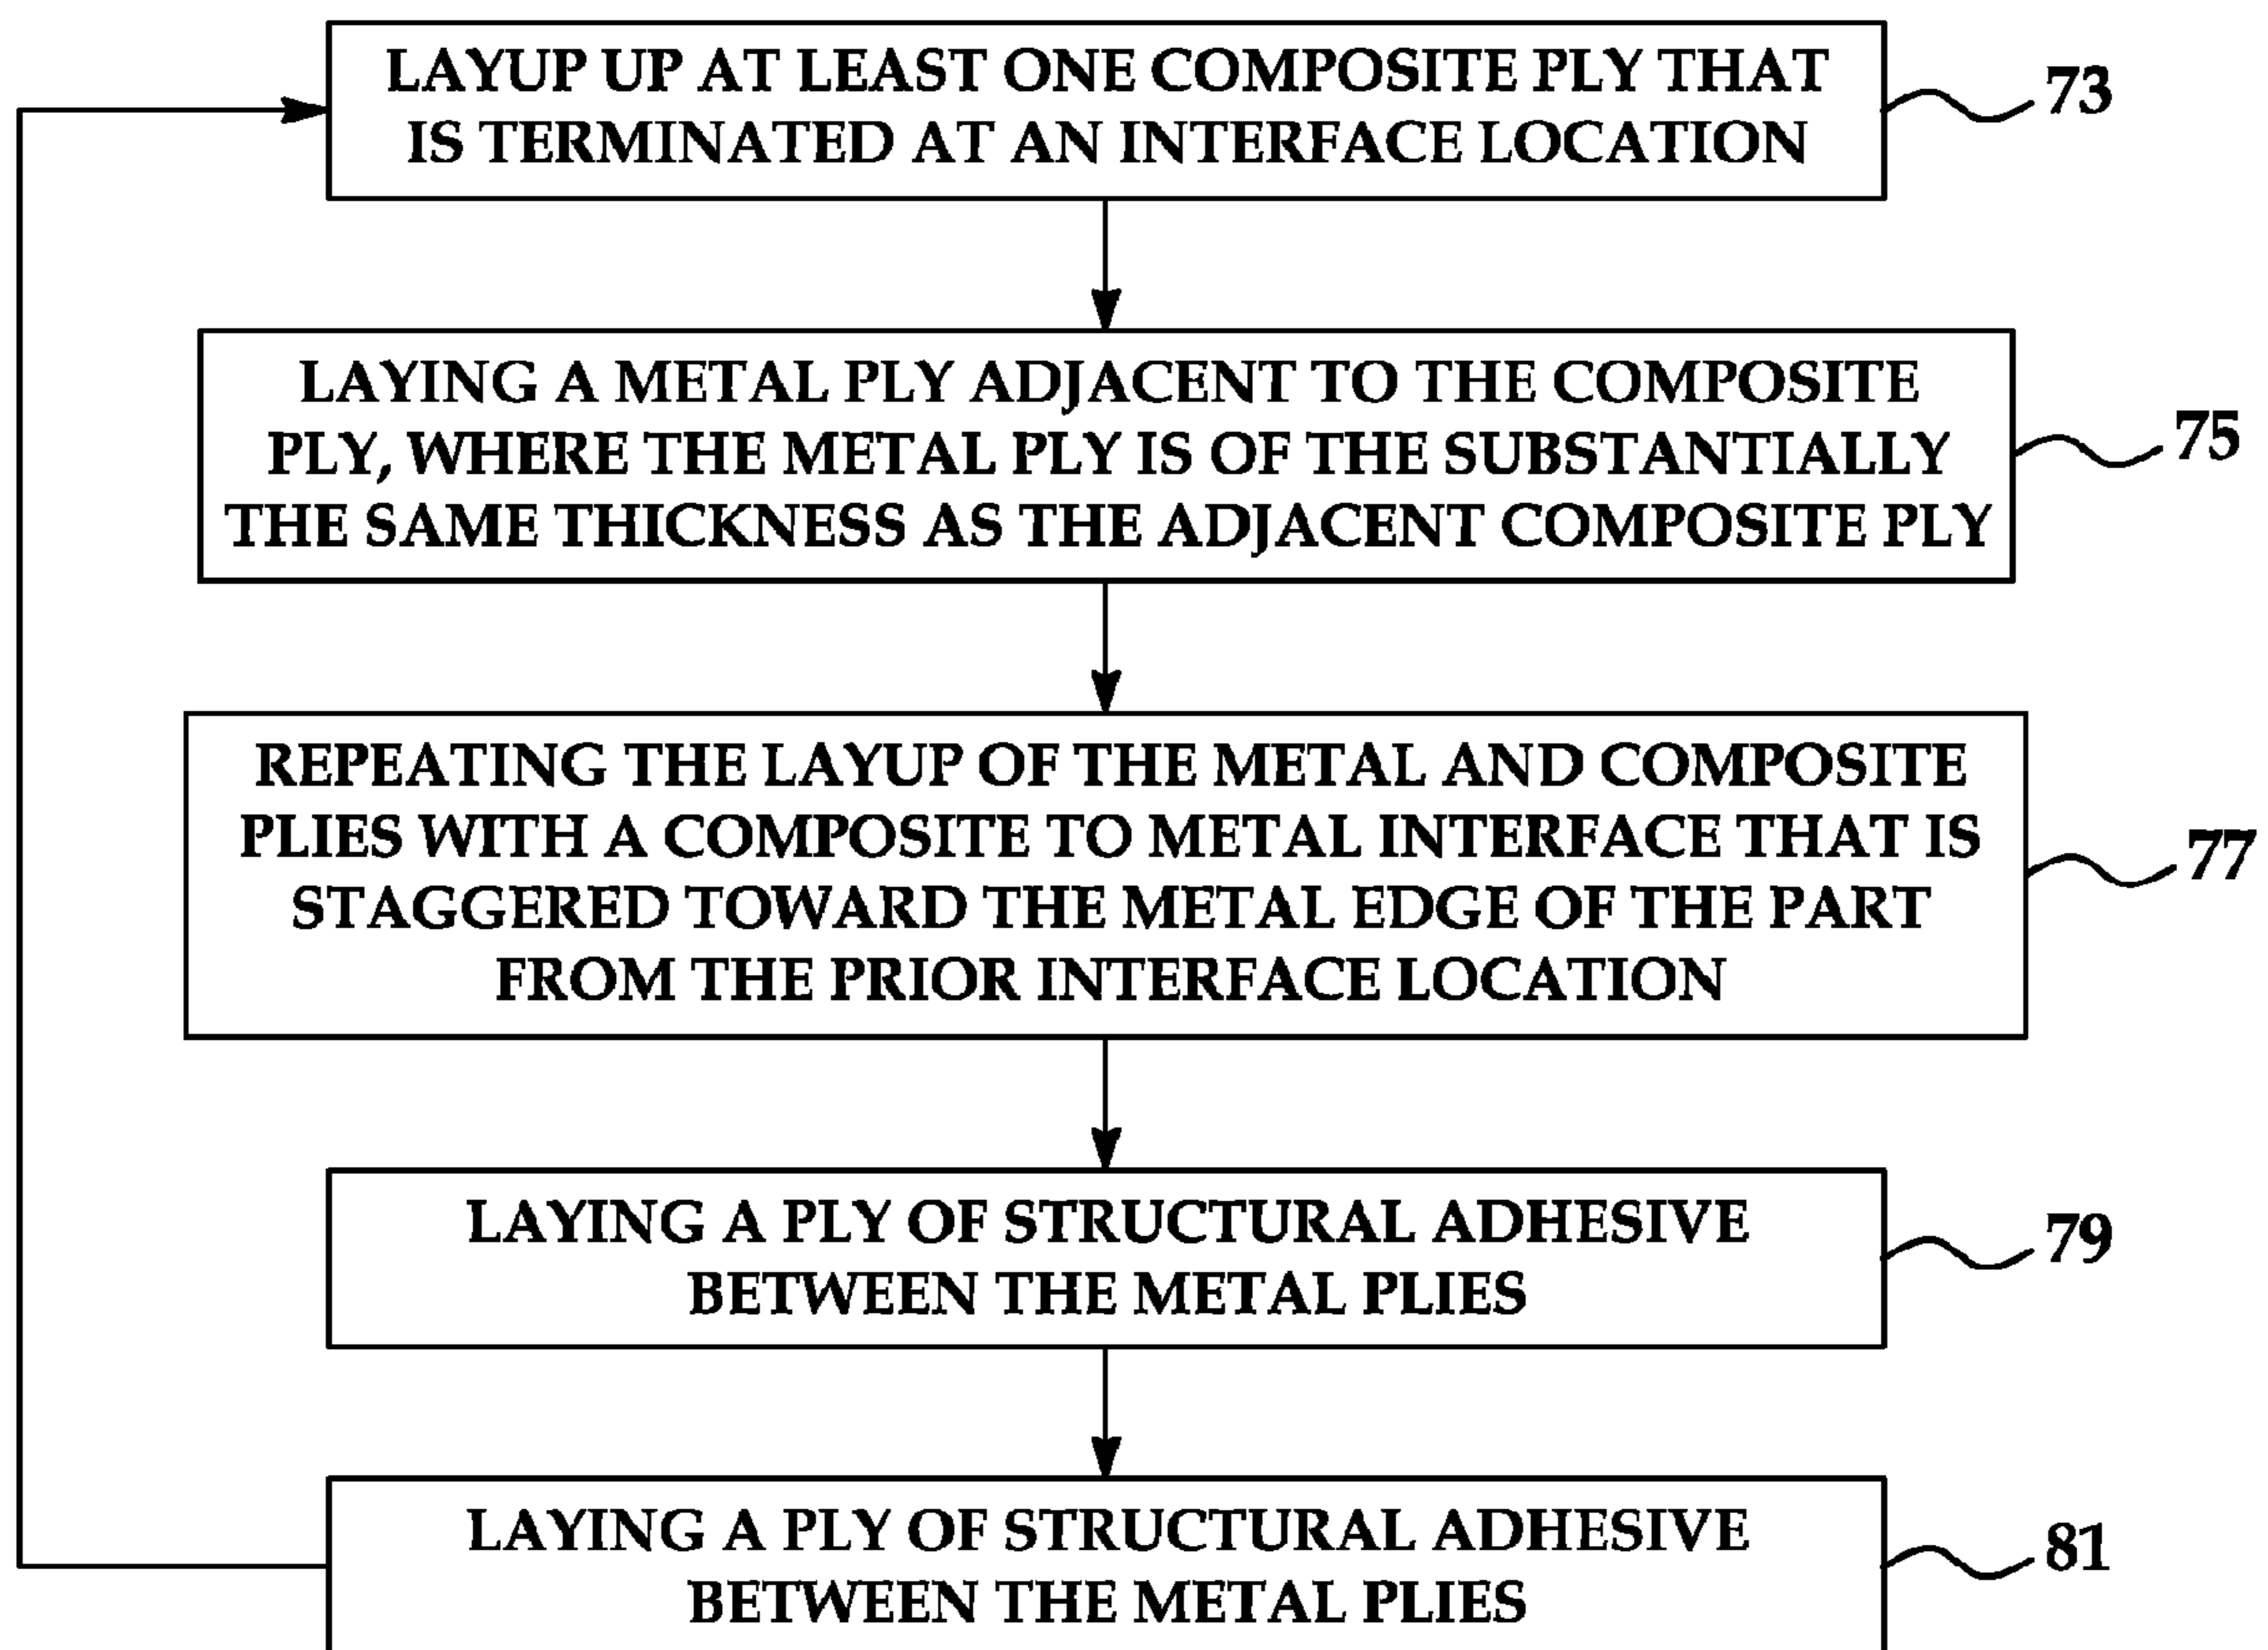 LAYUP UP AT LEAST ONE COMPOSITE PLY THAT
IS TERMINATED AT AN INTERFACE LOCATION
73
LAYING A METAL PLY ADJACENT TO THE COMPOSITE
PLY, WHERE THE METAL PLY IS OF THE SUBSTANTIALLY
THE SAME THICKNESS AS THE ADJACENT COMPOSITE PLY
75
REPEATING THE LAYUP OF THE METAL AND COMPOSITE
PLIES WITH A COMPOSITE TO METAL INTERFACE THAT IS
STAGGERED TOWARD THE METAL EDGE OF THE PART
FROM THE PRIOR INTERFACE LOCATION
77
LAYING A PLY OF STRUCTURAL ADHESIVE
BETWEEN THE METAL PLIES
79
LAYING A PLY OF STRUCTURAL ADHESIVE
BETWEEN THE METAL PLIES
81